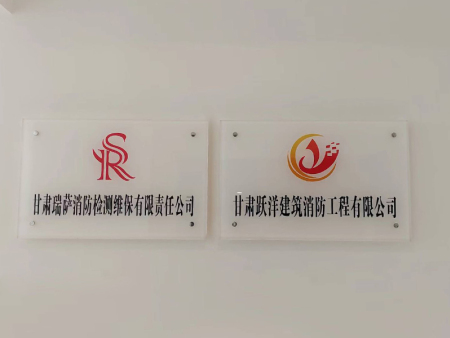 SR
甘肃瑞萨消防检测维保有限责任公司
甘肃跃洋建筑消防工程有限公司